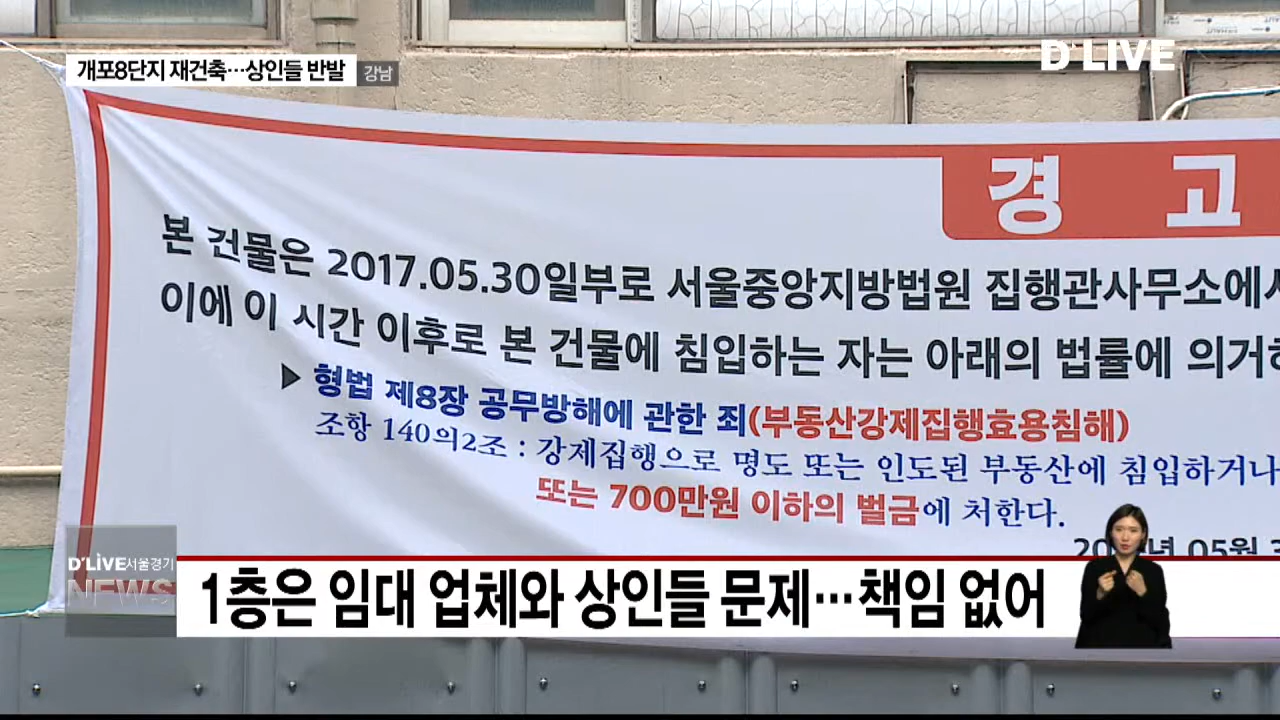 개포8단지 재건축…상인들 반발 강남
D'LIVE
경 고
본 건물은 2017.05.30일부로 서울중앙지방법원 집행관사무소에서
이에 이 시간 이후로 본 건물에 침입하는 자는 아래의 법률에 의거하
▶ 형법 제8장 공무방해에 관한 죄(부동산강제집행효용침해)
조항 140의2조 : 강제집행으로 명도 또는 인도된 부동산에 침입하거나
또는 700만원 이하의 벌금에 처한다.
05월
D'LIVE서울경기
NEWS
1층은 임대 업체와 상인들 문제…책임 없어